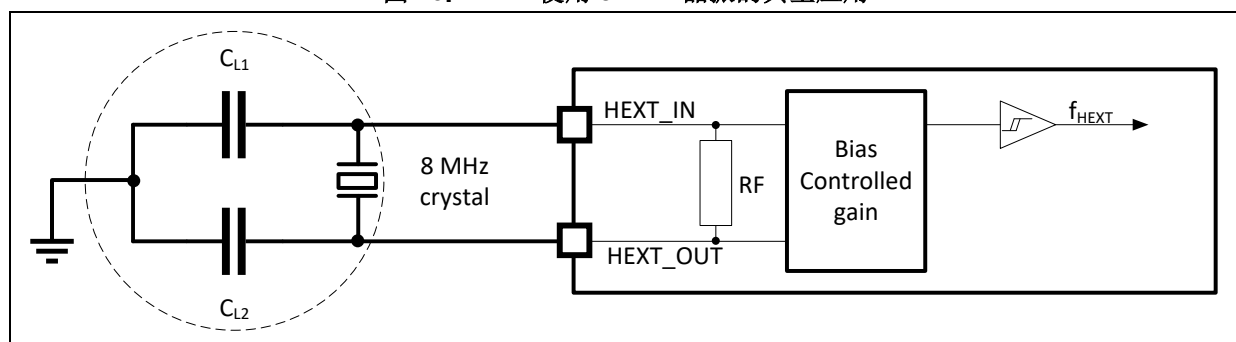 C_L1
HEXT_IN
f_HEXT
8 MHz
crystal
RF
Bias
Controlled
gain
HEXT_OUT
C_L2